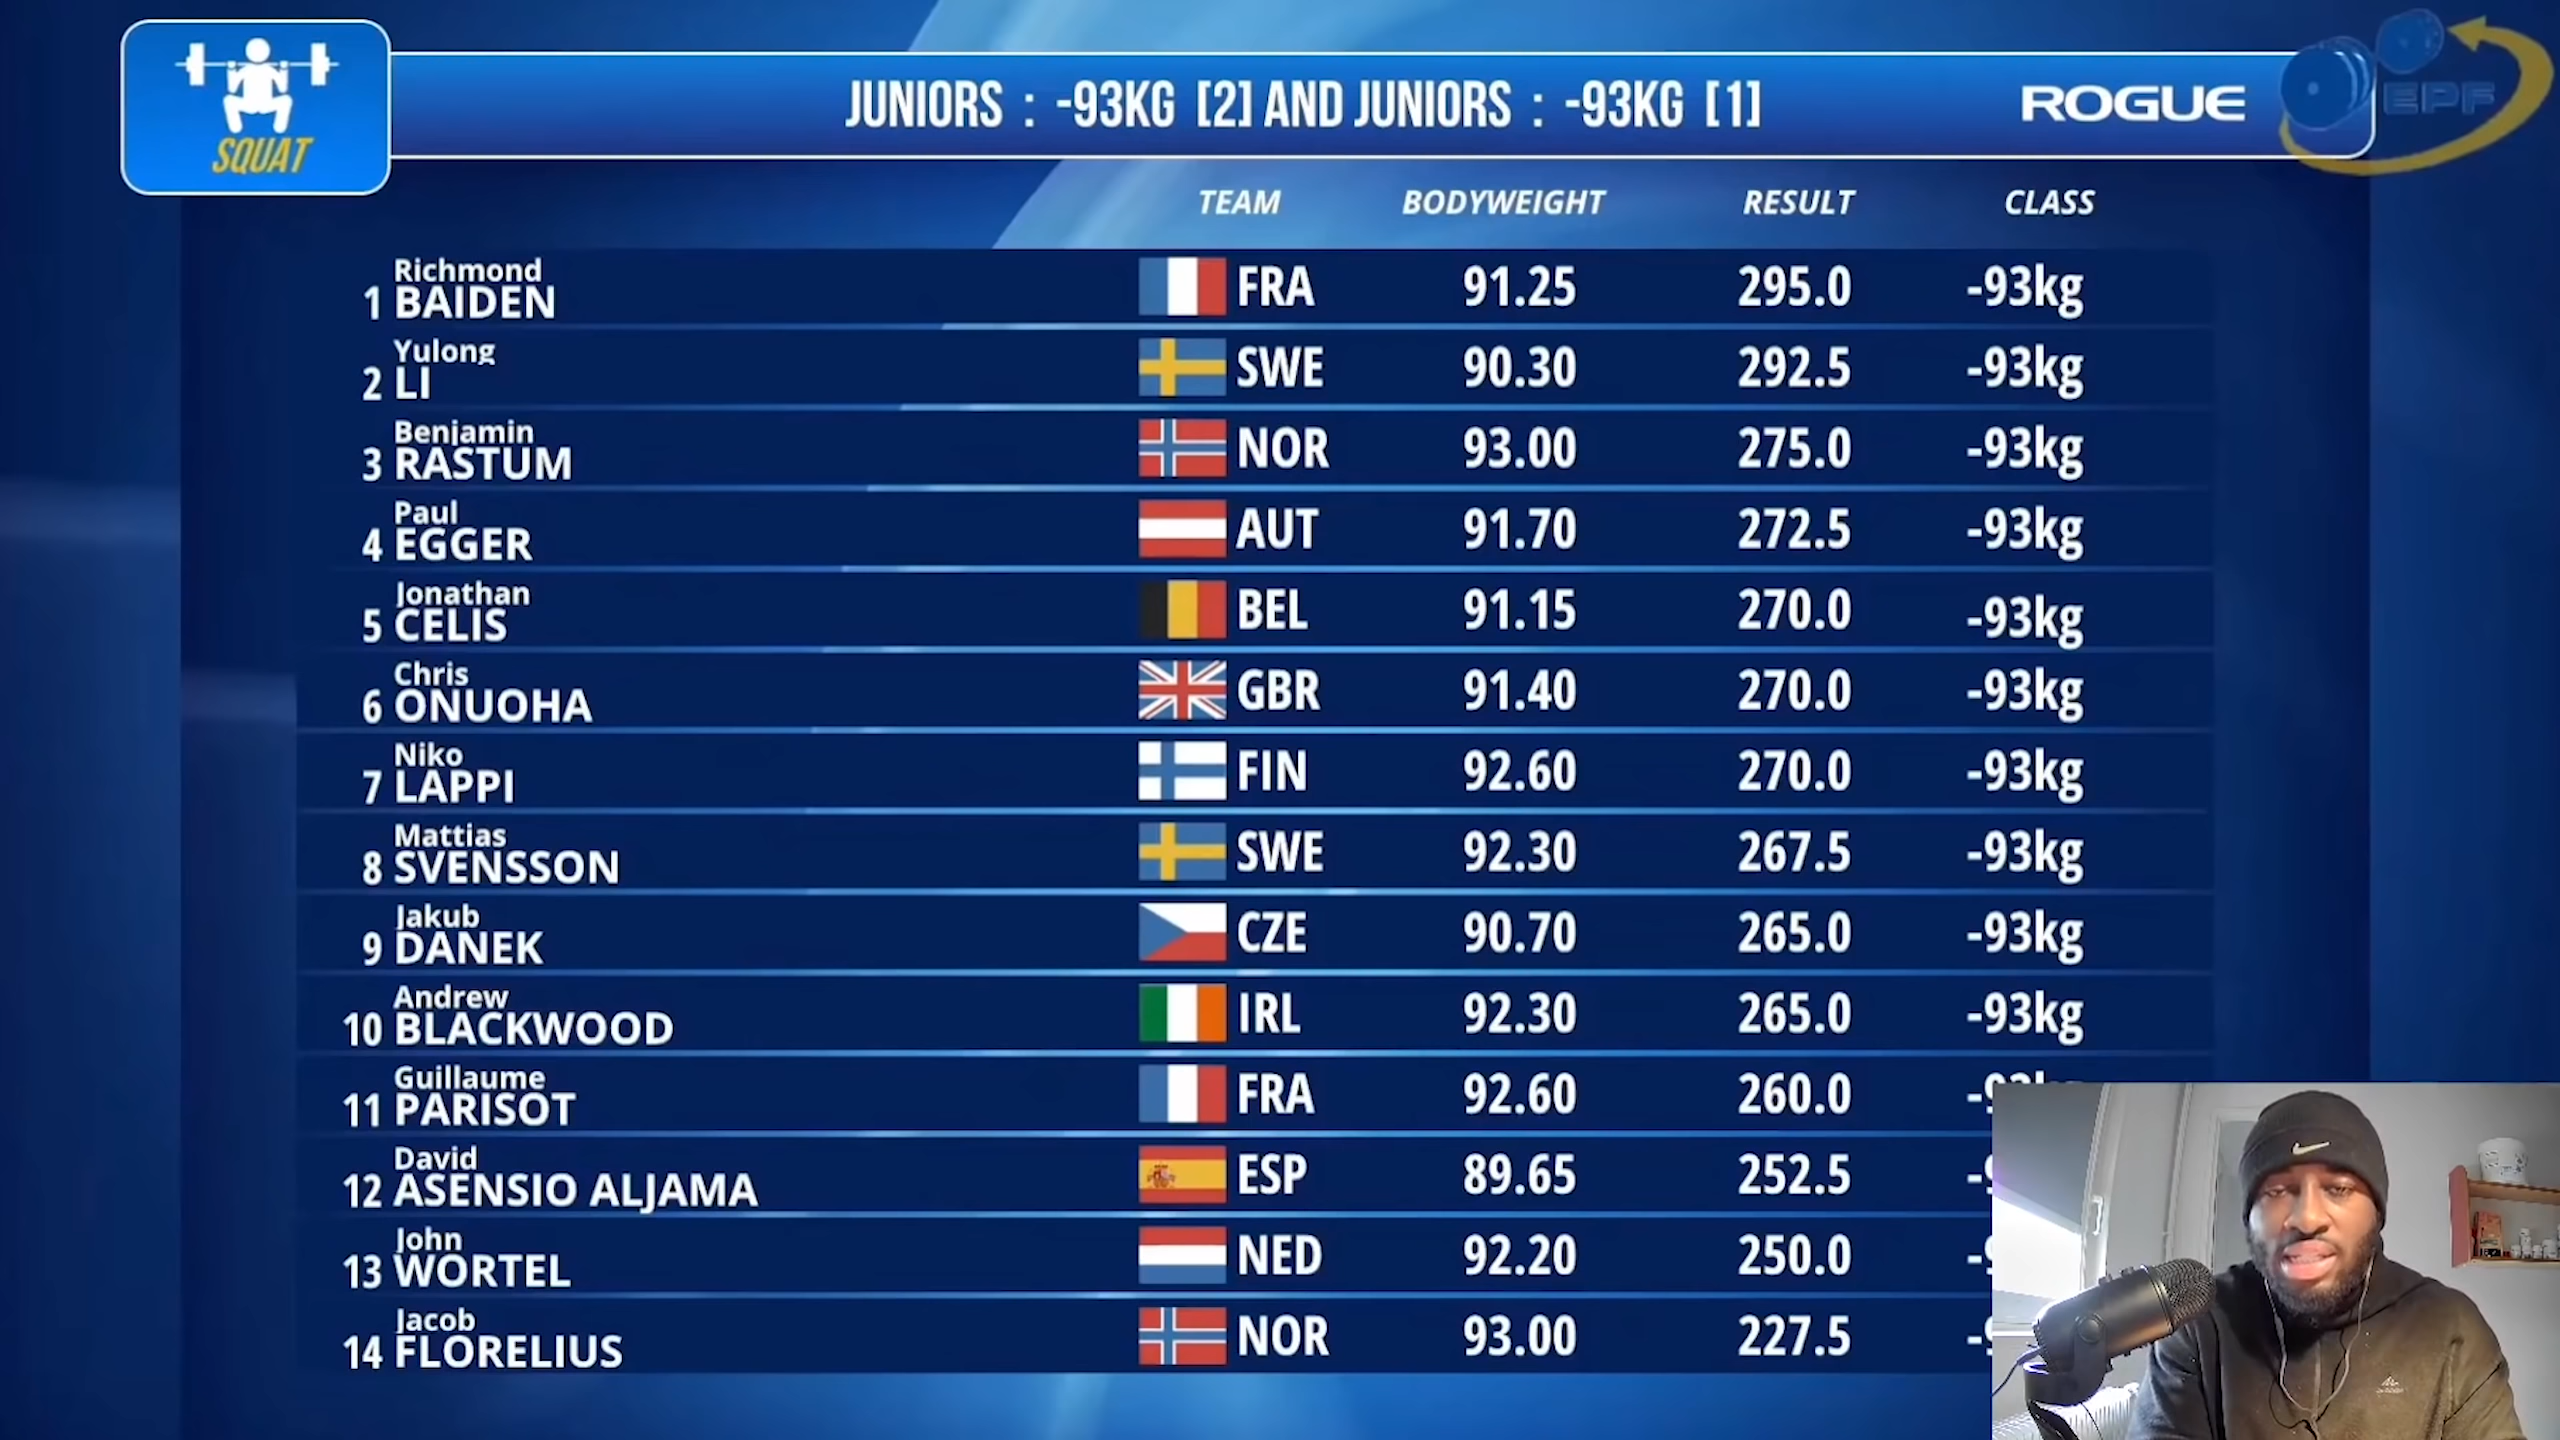 SQUAT
JUNIORS : -93KG [2] AND JUNIORS : -93KG [1]
ROGUE
EPF
TEAM BODYWEIGHT RESULT CLASS
Richmond
1 BAIDEN FRA 91.25 295.0 -93kg
Yulong
2 LI SWE 90.30 292.5 -93kg
Benjamin
3 RASTUM NOR 93.00 275.0 -93kg
Paul
4 EGGER AUT 91.70 272.5 -93kg
Jonathan
5 CELIS BEL 91.15 270.0 -93kg
Chris
6 ONUOHA GBR 91.40 270.0 -93kg
Niko
7 LAPPI FIN 92.60 270.0 -93kg
Mattias
8 SVENSSON SWE 92.30 267.5 -93kg
Jakub
9 DANEK CZE 90.70 265.0 -93kg
Andrew
10 BLACKWOOD IRL 92.30 265.0 -93kg
Guillaume
11 PARISOT FRA 92.60 260.0
David
12 ASENSIO ALJAMA ESP 89.65 252.5
John
13 WORTEL NED 92.20 250.0
Jacob
14 FLORELIUS NOR 93.00 227.5